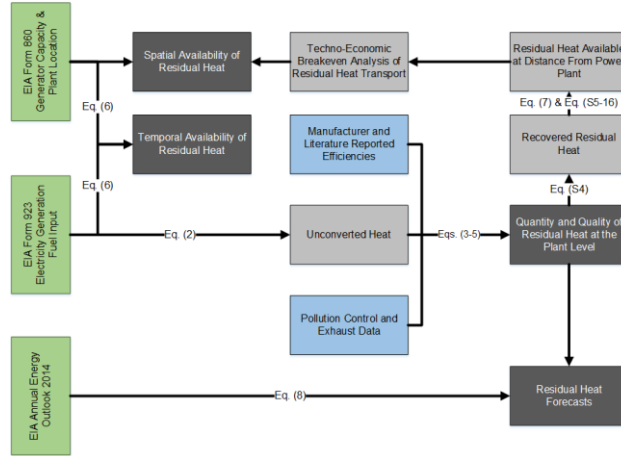 EIA Form 860
Generator Capacity &
Plant Location
Spatial Availability of
Residual Heat
Techno-Economic
Breakeven Analysis of
Residual Heat Transport
Residual Heat Available
at Distance From Power
Plant
Eq. (6)
Eq. (7) & Eq. (S5-16)
Temporal Availability of
Residual Heat
Manufacturer and
Literature Reported
Efficiencies
Recovered Residual
Heat
Eq. (6)
Eq. (S4)
EIA Form 923
Electricity Generation
Fuel Input
Eq. (2)
Unconverted Heat
Eqs. (3-5)
Quantity and Quality of
Residual Heat at the
Plant Level
Pollution Control and
Exhaust Data
EIA Annual Energy
Outlook 2014
Eq. (8)
Residual Heat
Forecasts